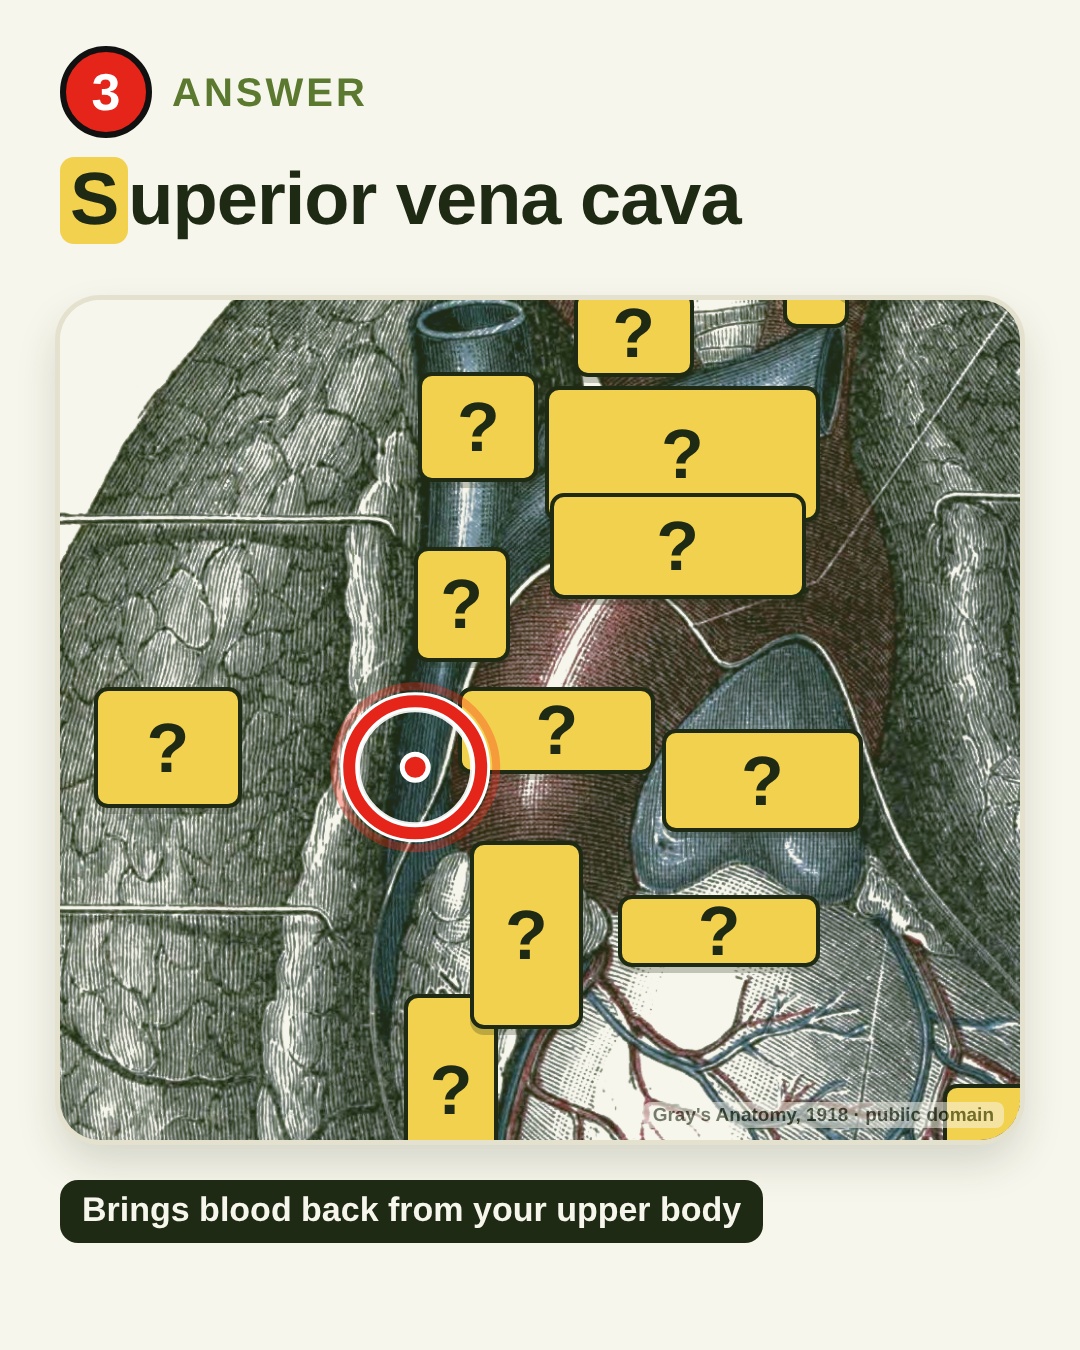 3 ANSWER
Superior vena cava
?
?
?
?
?
?
?
?
?
?
?
Gray's Anatomy, 1918 · public domain
Brings blood back from your upper body